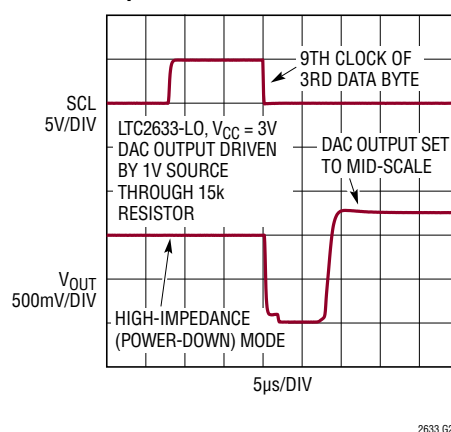 9TH CLOCK OF
3RD DATA BYTE
SCL
5V/DIV
LTC2633-LO, VCC = 3V
DAC OUTPUT DRIVEN
BY 1V SOURCE
THROUGH 15k
RESISTOR
DAC OUTPUT SET
TO MID-SCALE
VOUT
500mV/DIV
HIGH-IMPEDANCE
(POWER-DOWN) MODE
5µs/DIV